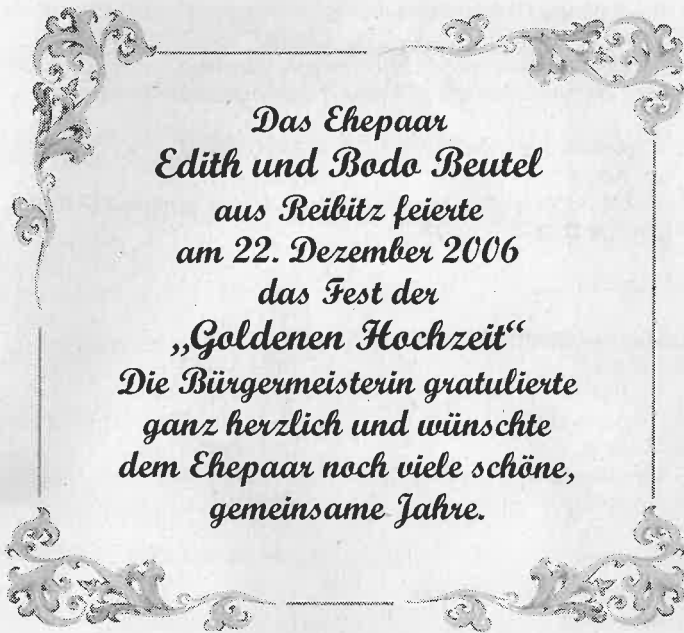 Das Ehepaar
Edith und Bodo Beutel
aus Reibitz feierte
am 22. Dezember 2006
das Fest der
„Goldenen Hochzeit“
Die Bürgermeisterin gratulierte
ganz herzlich und wünschte
dem Ehepaar noch viele schöne,
gemeinsame Jahre.